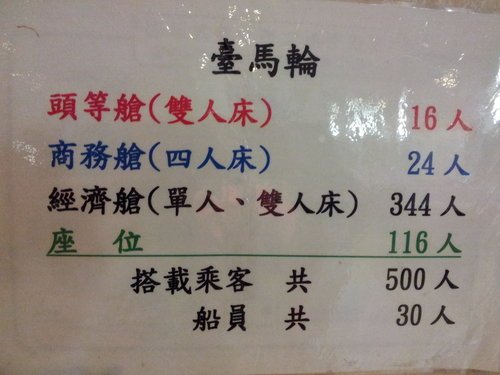 臺馬輪
頭等艙(雙人床) 16人
商務艙(四人床) 24人
經濟艙(單人、雙人床) 344人
座 位 116人
搭載乘客 共 500人
船員 共 30人